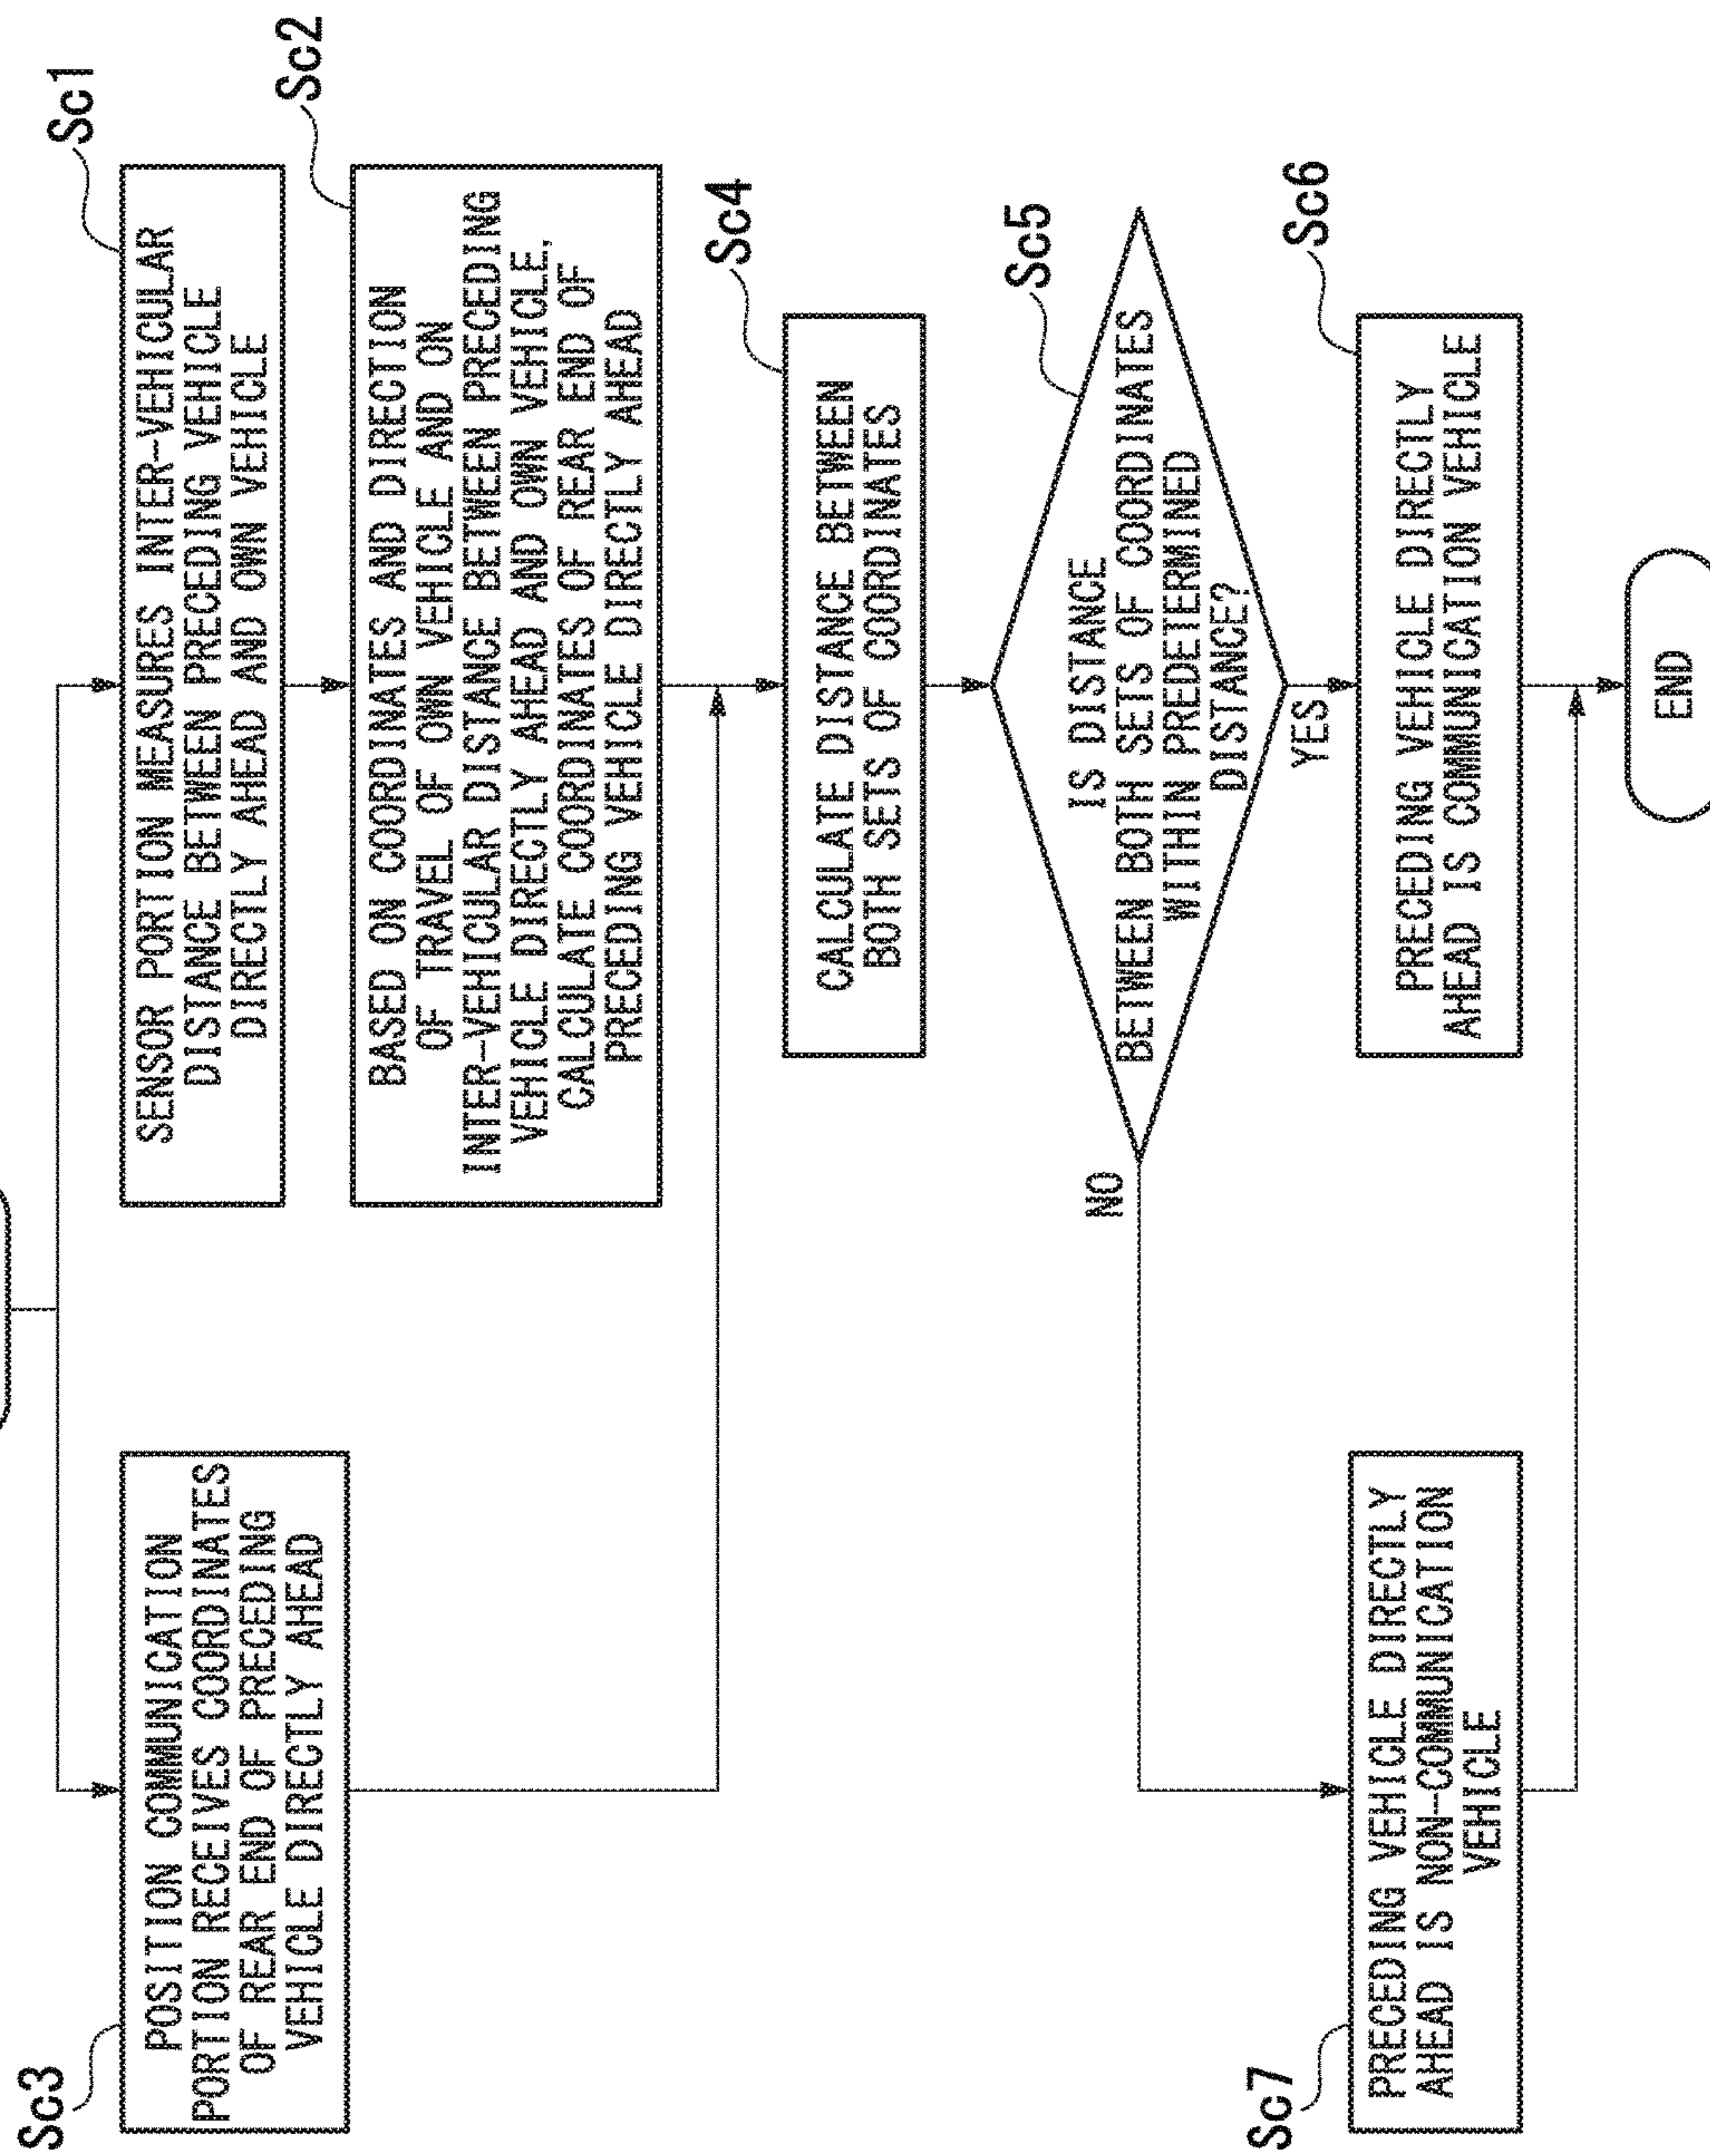 Sc3
POSITION COMMUNICATION
PORTION RECEIVES COORDINATES
OF REAR END OF PRECEDING
VEHICLE DIRECTLY AHEAD
Sc1
SENSOR PORTION MEASURES INTER-VEHICULAR
DISTANCE BETWEEN PRECEDING VEHICLE
DIRECTLY AHEAD AND OWN VEHICLE
Sc2
BASED ON COORDINATES AND DIRECTION
OF TRAVEL OF OWN VEHICLE AND ON
INTER-VEHICULAR DISTANCE BETWEEN PRECEDING
VEHICLE DIRECTLY AHEAD AND OWN VEHICLE,
CALCULATE COORDINATES OF REAR END OF
PRECEDING VEHICLE DIRECTLY AHEAD
Sc4
CALCULATE DISTANCE BETWEEN
BOTH SETS OF COORDINATES
Sc5
IS DISTANCE
BETWEEN BOTH SETS OF COORDINATES
WITHIN PREDETERMINED
DISTANCE?
NO
YES
Sc7
PRECEDING VEHICLE DIRECTLY
AHEAD IS NON-COMMUNICATION
VEHICLE
Sc6
PRECEDING VEHICLE DIRECTLY
AHEAD IS COMMUNICATION VEHICLE
END